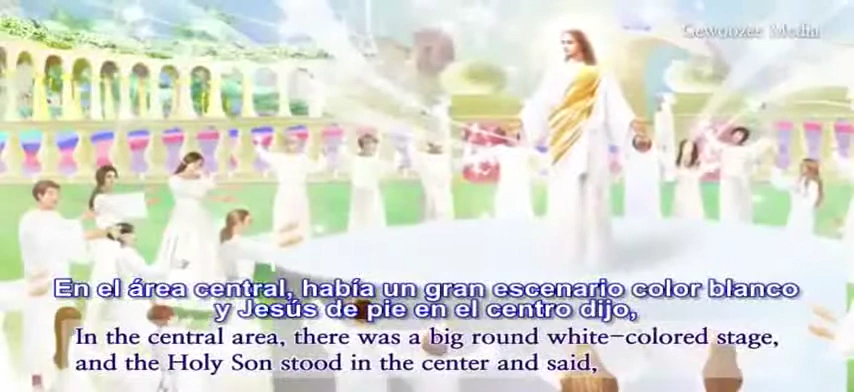 Gewoozer Media
En el área central, había un gran escenario color blanco
y Jesús de pie en el centro dijo,
In the central area, there was a big round white-colored stage,
and the Holy Son stood in the center and said,